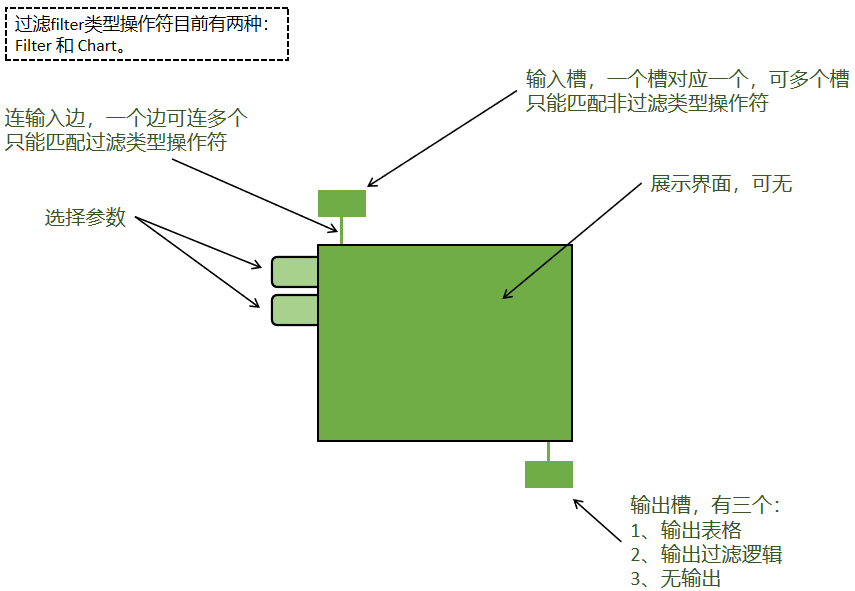 过滤filter类型操作符目前有两种：
Filter 和 Chart。
输入槽，一个槽对应一个，可多个槽
只能匹配非过滤类型操作符
连输入边，一个边可连多个
只能匹配过滤类型操作符
展示界面，可无
选择参数
输出槽，有三个：
1、输出表格
2、输出过滤逻辑
3、无输出